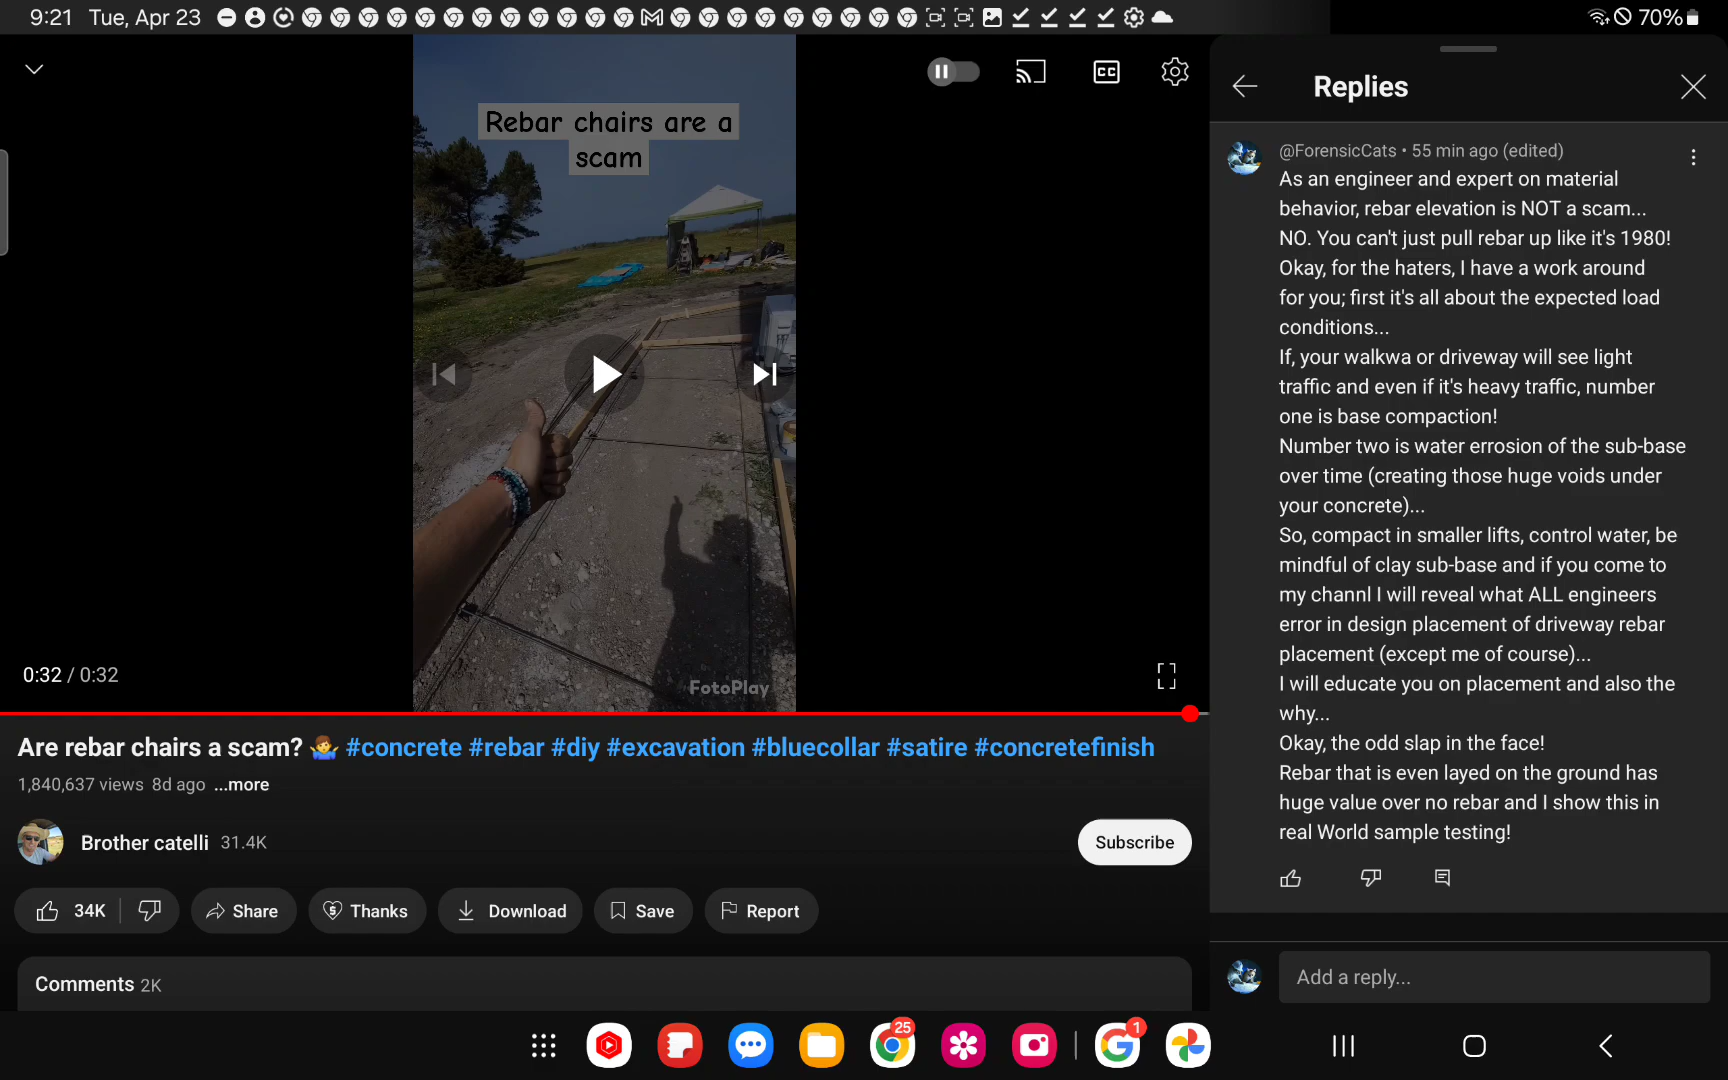 9:21 Tue, Apr 23
70%
Rebar chairs are a
scam
FotoPlay
0:32 / 0:32
Are rebar chairs a scam? 🤷 #concrete #rebar #diy #excavation #bluecollar #satire #concretefinish
1,840,637 views 8d ago ...more
Brother catelli 31.4K
Subscribe
34K
Share
Thanks
Download
Save
Report
Comments 2K
Replies
@ForensicCats • 55 min ago (edited)
As an engineer and expert on material
behavior, rebar elevation is NOT a scam...
NO. You can't just pull rebar up like it's 1980!
Okay, for the haters, I have a work around
for you; first it's all about the expected load
conditions...
If, your walkwa or driveway will see light
traffic and even if it's heavy traffic, number
one is base compaction!
Number two is water errosion of the sub-base
over time (creating those huge voids under
your concrete)...
So, compact in smaller lifts, control water, be
mindful of clay sub-base and if you come to
my channl I will reveal what ALL engineers
error in design placement of driveway rebar
placement (except me of course)...
I will educate you on placement and also the
why...
Okay, the odd slap in the face!
Rebar that is even layed on the ground has
huge value over no rebar and I show this in
real World sample testing!
Add a reply...
25
1